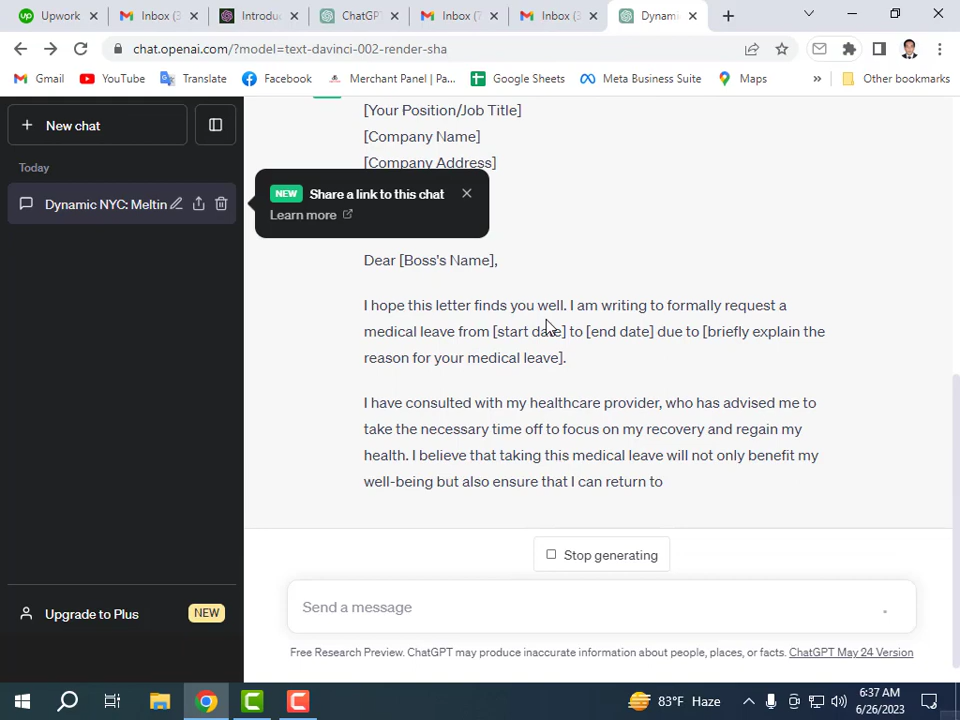 Upwork
Inbox (3
Introduc
ChatGP
Inbox (7
Inbox (3
Dynami
chat.openai.com/?model=text-davinci-002-render-sha
Gmail
YouTube
Translate
Facebook
Merchant Panel | Pa...
Google Sheets
Meta Business Suite
Maps
»
Other bookmarks
+ New chat
Today
Dynamic NYC: Meltin
Upgrade to Plus
NEW
NEW Share a link to this chat
Learn more
[Your Position/Job Title]
[Company Name]
[Company Address]
Dear [Boss's Name],
I hope this letter finds you well. I am writing to formally request a
medical leave from [start date] to [end date] due to [briefly explain the
reason for your medical leave].
I have consulted with my healthcare provider, who has advised me to
take the necessary time off to focus on my recovery and regain my
health. I believe that taking this medical leave will not only benefit my
well-being but also ensure that I can return to
Stop generating
Send a message
Free Research Preview. ChatGPT may produce inaccurate information about people, places, or facts. ChatGPT May 24 Version
83°F Haze
6:37 AM
6/26/2023